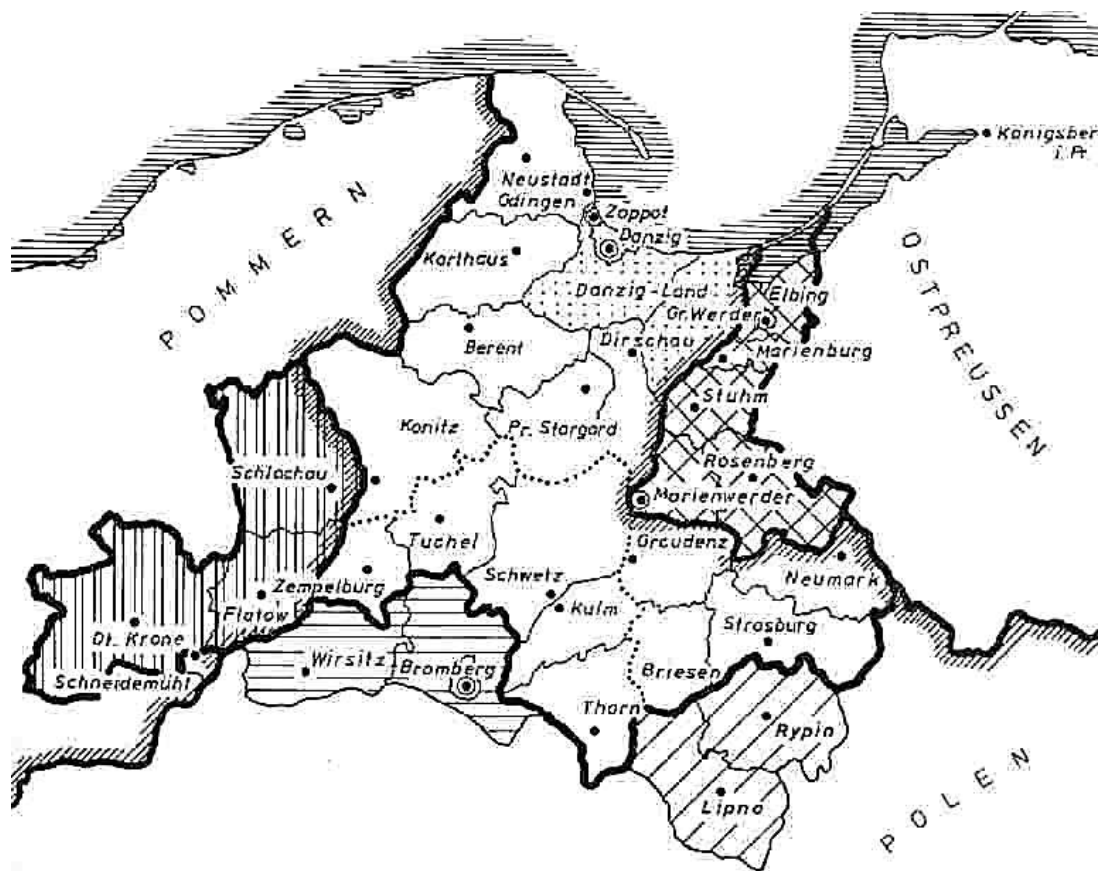 Königsber
i. Pr.
POMMERN
OSTPREUSSEN
Neustadt
Gdingen
Zoppot
Danzig
Karthaus
Danzig-Land
Elbing
Gr. Werder
Dirschau
Marienburg
Berent
Stuhm
Konitz
Pr. Stargard
Rosenberg
Schlochau
Marienwerder
Tuchel
Graudenz
Zempelburg
Schwetz
Neumark
Flatow
Kulm
Strasburg
Dt. Krone
Wirsitz
Bromberg
Briesen
Schneidemühl
Thorn
Rypin
Lipno
POLEN